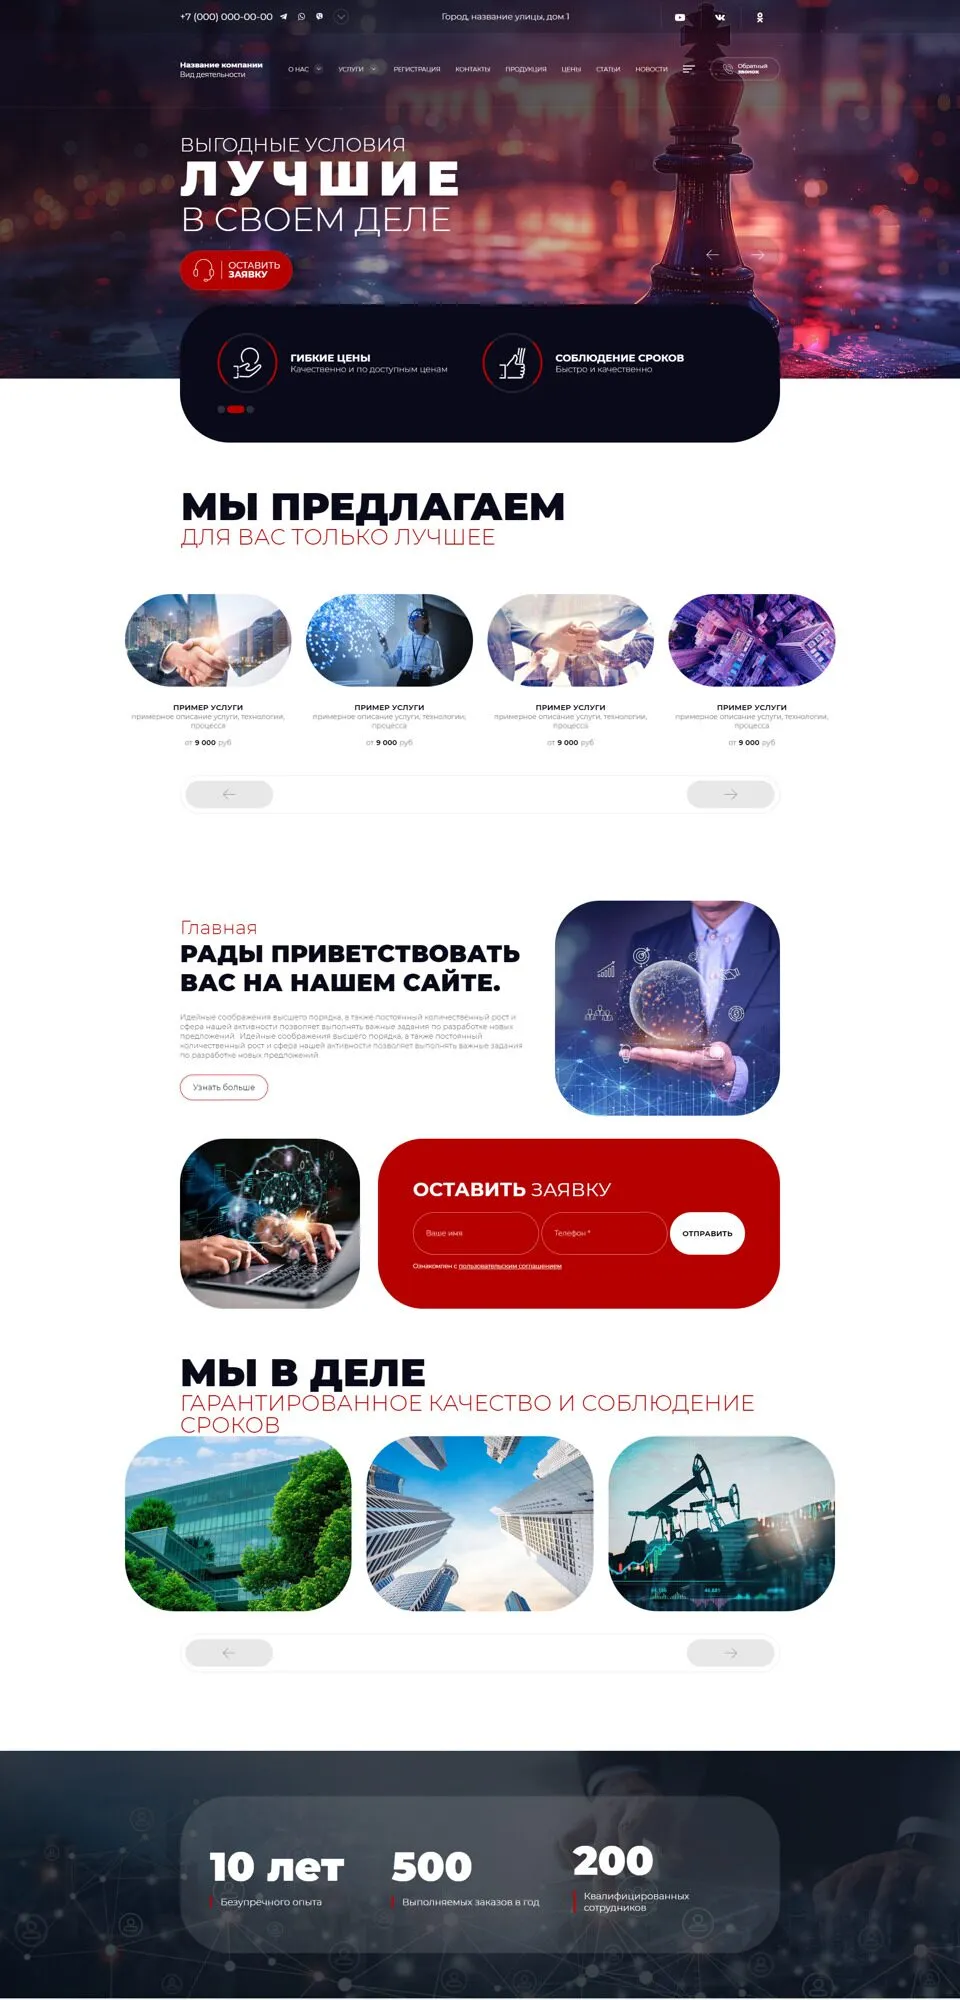 +7 (000) 000-00-00
Город, название улицы, дом 1
Название компании
Вид деятельности
О НАС
УСЛУГИ
РЕГИСТРАЦИЯ
КОНТАКТЫ
ПРОДУКЦИЯ
ЦЕНЫ
СТАТЬИ
НОВОСТИ
Обратный
звонок
ВЫГОДНЫЕ УСЛОВИЯ
ЛУЧШИЕ
В СВОЕМ ДЕЛЕ
ОСТАВИТЬ
ЗАЯВКУ
ГИБКИЕ ЦЕНЫ
Качественно и по доступным ценам
СОБЛЮДЕНИЕ СРОКОВ
Быстро и качественно
МЫ ПРЕДЛАГАЕМ
ДЛЯ ВАС ТОЛЬКО ЛУЧШЕЕ
ПРИМЕР УСЛУГИ
примерное описание услуги, технологии,
процесса
от 9 000 руб
ПРИМЕР УСЛУГИ
примерное описание услуги, технологии,
процесса
от 9 000 руб
ПРИМЕР УСЛУГИ
примерное описание услуги, технологии,
процесса
от 9 000 руб
ПРИМЕР УСЛУГИ
примерное описание услуги, технологии,
процесса
от 9 000 руб
Главная
РАДЫ ПРИВЕТСТВОВАТЬ
ВАС НА НАШЕМ САЙТЕ.
Идейные соображения высшего порядка, а также постоянный количественный рост и
сфера нашей активности позволяет выполнять важные задания по разработке новых
предложений. Идейные соображения высшего порядка, а также постоянный
количественный рост и сфера нашей активности позволяет выполнять важные задания
по разработке новых предложений.
Узнать больше
ОСТАВИТЬ ЗАЯВКУ
Ваше имя
Телефон *
ОТПРАВИТЬ
Ознакомлен с пользовательским соглашением
МЫ В ДЕЛЕ
ГАРАНТИРОВАННОЕ КАЧЕСТВО И СОБЛЮДЕНИЕ
СРОКОВ
10 лет
Безупречного опыта
500
Выполняемых заказов в год
200
Квалифицированных
сотрудников